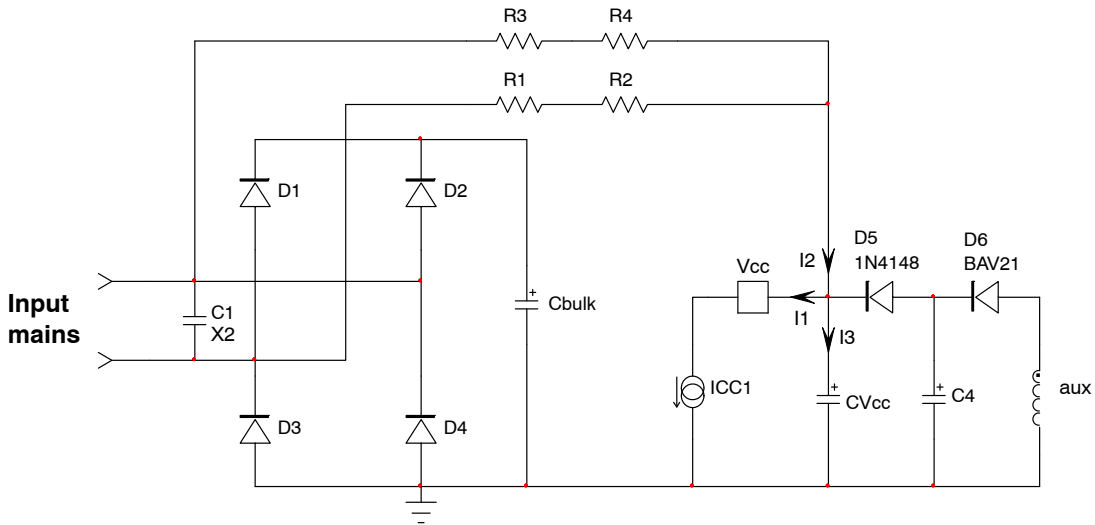 R3
R4
R1
R2
D1
D2
D5
1N4148
D6
BAV21
Vcc
I2
I1
I3
Input
mains
C1
X2
Cbulk
+
ICC1
+
CVcc
+
C4
aux
D3
D4